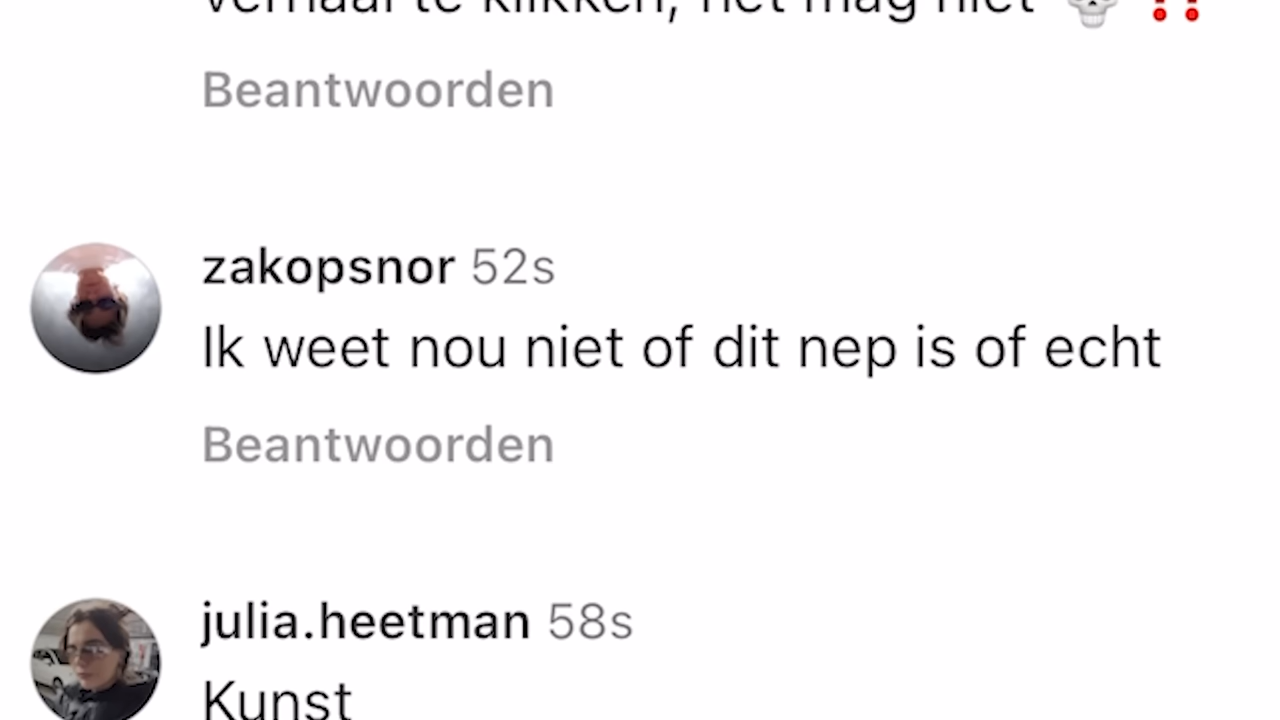 verhaal te klikken, het mag niet 💀 ‼️
Beantwoorden
zakopsnor 52s
Ik weet nou niet of dit nep is of echt
Beantwoorden
julia.heetman 58s
Kunst